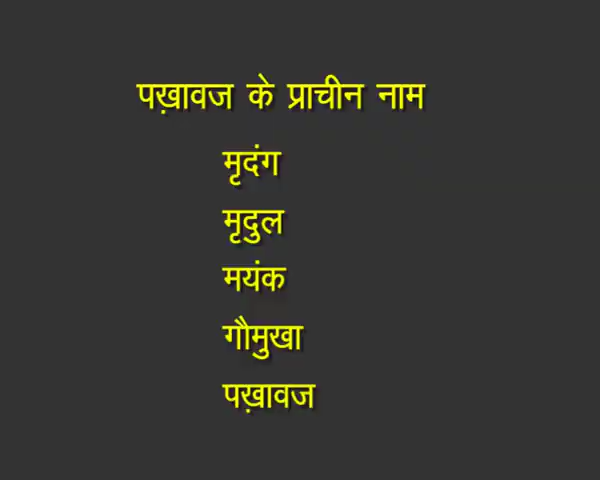 पख़ावज के प्राचीन नाम
मृदंग
मृदुल
मयंक
गौमुखा
पख़ावज